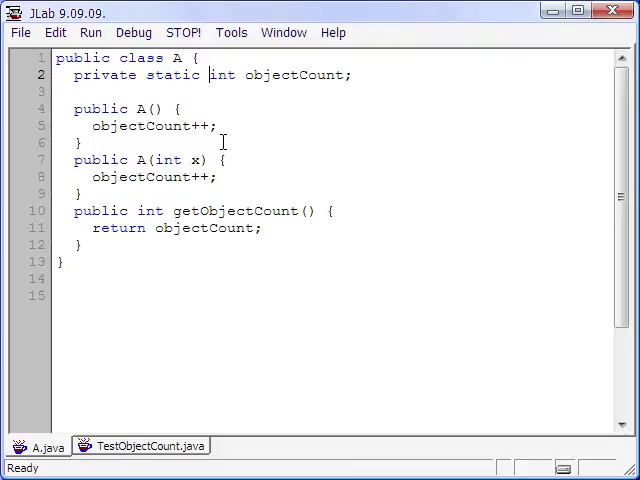 JLab 9.09.09.
File Edit Run Debug STOP! Tools Window Help
1 public class A {
2 private static int objectCount;
3
4 public A() {
5 objectCount++;
6 }
7 public A(int x) {
8 objectCount++;
9 }
10 public int getObjectCount() {
11 return objectCount;
12 }
13 }
14
15
A.java TestObjectCount.java
Ready